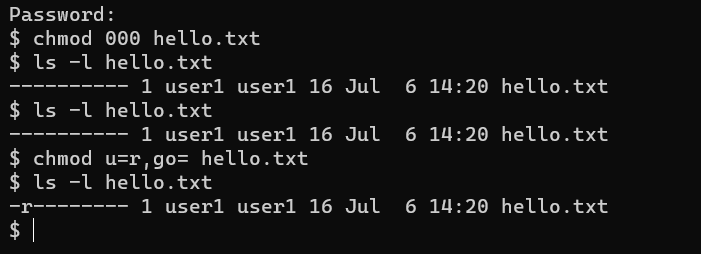 Password:
$ chmod 000 hello.txt
$ ls -l hello.txt
---------- 1 user1 user1 16 Jul  6 14:20 hello.txt
$ ls -l hello.txt
---------- 1 user1 user1 16 Jul  6 14:20 hello.txt
$ chmod u=r,go= hello.txt
$ ls -l hello.txt
-r-------- 1 user1 user1 16 Jul  6 14:20 hello.txt
$